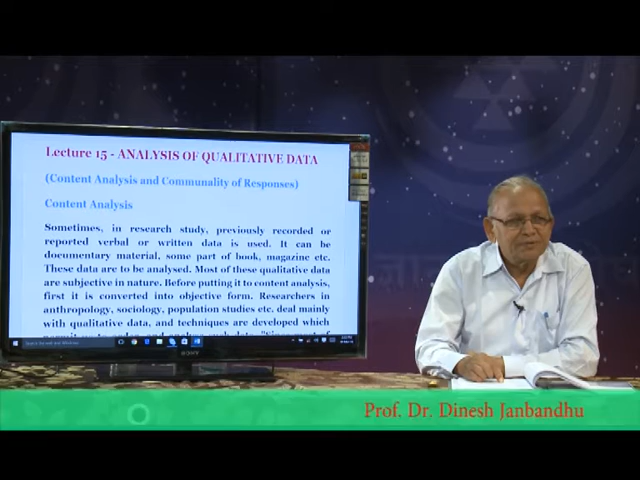 Lecture 15 - ANALYSIS OF QUALITATIVE DATA
(Content Analysis and Communality of Responses)
Content Analysis
Sometimes, in research study, previously recorded or
reported verbal or written data is used. It can be
documentary material, some part of book, magazine etc.
These data are to be analysed. Most of these qualitative data
are subjective in nature. Before putting it to content analysis,
first it is converted into objective form. Researchers in
anthropology, sociology, population studies etc. deal mainly
with qualitative data, and techniques are developed which
SONY
Prof. Dr. Dinesh Janbandhu